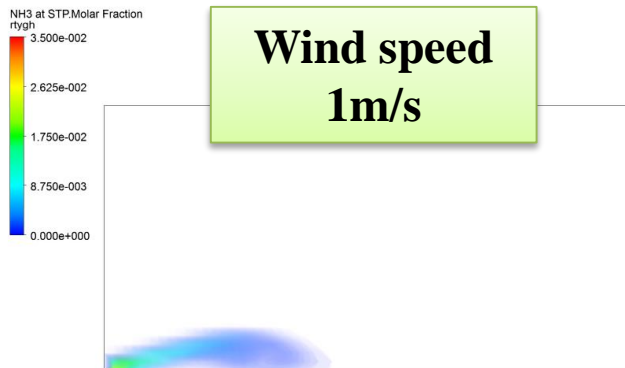 NH3 at STP.Molar Fraction
rtygh
3.500e-002
2.625e-002
1.750e-002
8.750e-003
0.000e+000
Wind speed
1m/s